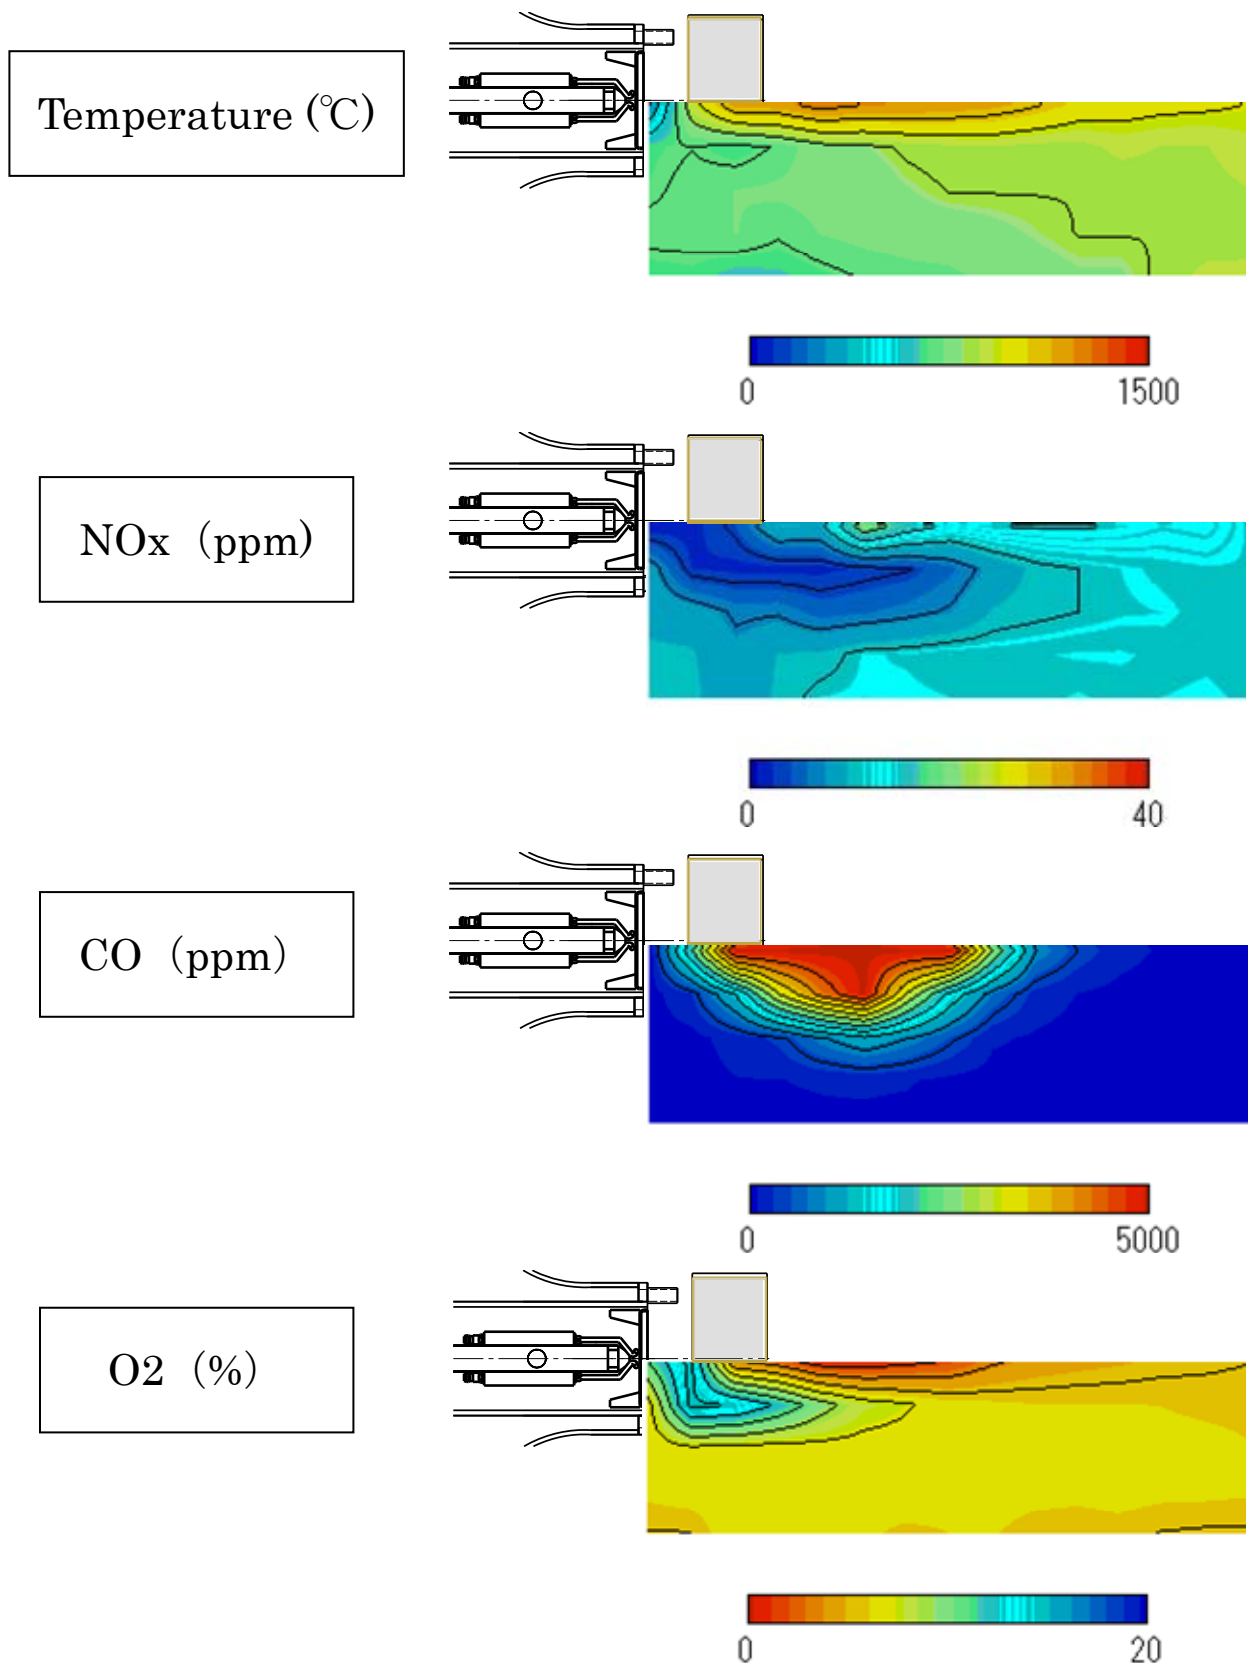 Temperature (℃)
0 1500
NOx (ppm)
0 40
CO (ppm)
0 5000
O2 (%)
0 20